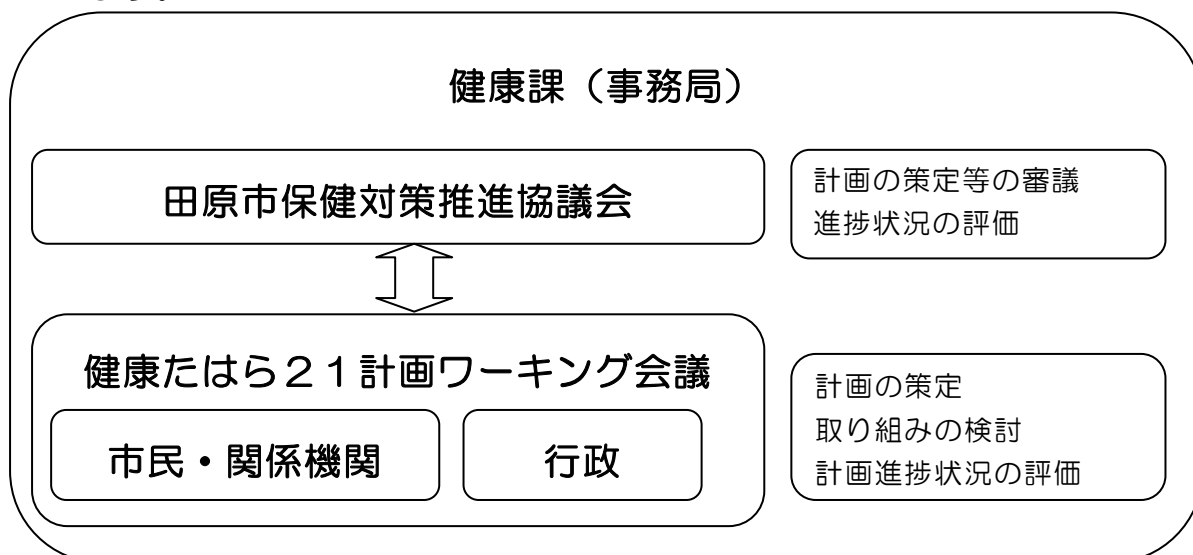 健康課（事務局）
田原市保健対策推進協議会
計画の策定等の審議
進捗状況の評価
健康たはら２１計画ワーキング会議
市民・関係機関
行政
計画の策定
取り組みの検討
計画進捗状況の評価